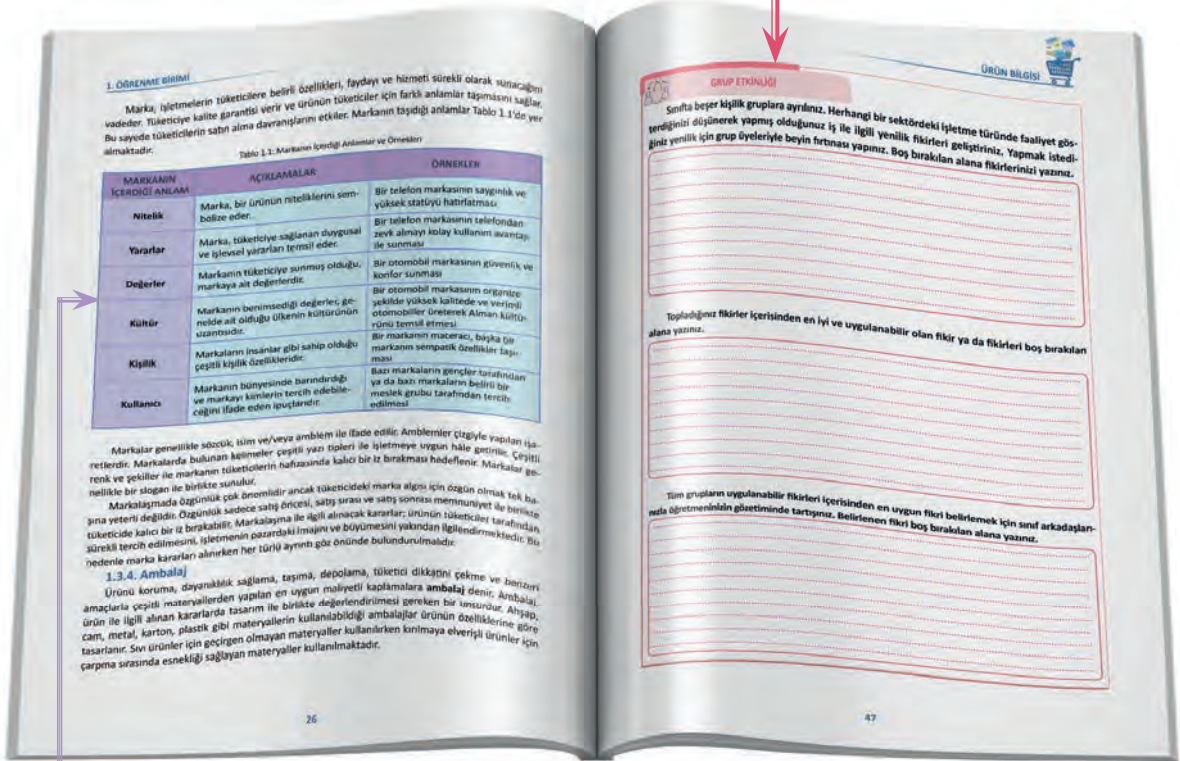 1. ÖĞRENME BİRİMİ
Marka, işletmelerin tüketicilere belirli özellikleri, faydayı ve hizmeti sürekli olarak sunacağını
vadeder. Tüketiciye kalite garantisi verir ve ürünün tüketiciler için farklı anlamlar taşımasını sağlar.
Bu sayede tüketicilerin satın alma davranışlarını etkiler. Markanın taşıdığı anlamlar Tablo 1.1'de yer
almaktadır.
Tablo 1.1: Markanın İçerdiği Anlamlar ve Örnekleri
MARKANIN
İÇERDİĞİ ANLAM
AÇIKLAMALAR
ÖRNEKLER
Nitelik
Marka, bir ürünün niteliklerini sem-
bolize eder.
Bir telefon markasının saygınlık ve
yüksek statüyü hatırlatması
Yararlar
Marka, tüketiciye sağlanan duygusal
ve işlevsel yararları temsil eder.
Bir telefon markasının telefondan
zevk almayı kolay kullanım avantajı
ile sunması
Değerler
Markanın tüketiciye sunmuş olduğu,
markaya ait değerlerdir.
Bir otomobil markasının güvenlik ve
konfor sunması
Kültür
Markanın benimsediği değerler, ge-
nelde ait olduğu ülkenin kültürünün
uzantısıdır.
Bir otomobil markasının organize
şekilde yüksek kalitede ve verimli
otomobiller üreterek Alman kültü-
rünü temsil etmesi
Kişilik
Markaların insanlar gibi sahip olduğu
çeşitli kişilik özellikleridir.
Bir markanın maceracı, başka bir
markanın sempatik özellikler taşı-
ması
Kullanıcı
Markanın bünyesinde barındırdığı
ve markayı kimlerin tercih edebile-
ceğini ifade eden ipuçlarıdır.
Bazı markaların gençler tarafından
ya da bazı markaların belirli bir
meslek grubu tarafından tercih
edilmesi
Markalar genellikle sözcük, isim ve/veya amblem ile ifade edilir. Amblemler çizgiyle yapılan işa-
retlerdir. Markalarda bulunan kelimeler çeşitli yazı tipleri ile işletmeye uygun hâle getirilir. Çeşitli
renk ve şekiller ile markanın tüketicilerin hafızasında kalıcı bir iz bırakması hedeflenir. Markalar ge-
nellikle bir slogan ile birlikte sunulur.
Markalaşmada özgünlük çok önemlidir ancak tüketicideki marka algısı için özgün olmak tek ba-
şına yeterli değildir. Özgünlük sadece satış öncesi, satış sırası ve satış sonrası memnuniyet ile birlikte
tüketicide kalıcı bir iz bırakabilir. Markalaşma ile ilgili alınacak kararlar; ürünün tüketiciler tarafından
sürekli tercih edilmesini, işletmenin pazardaki imajını ve büyümesini yakından ilgilendirmektedir. Bu
nedenle marka kararları alınırken her türlü ayrıntı göz önünde bulundurulmalıdır.
1.3.4. Ambalaj
Ürünü koruma, dayanıklılık sağlama, taşıma, depolama, tüketici dikkatini çekme ve benzeri
amaçlarla çeşitli materyallerden yapılan en uygun maliyetli kaplamalara ambalaj denir. Ambalaj,
ürün ile ilgili alınan kararlarda tasarım ile birlikte değerlendirilmesi gereken bir unsurdur. Ahşap,
cam, metal, karton, plastik gibi materyallerin kullanılabildiği ambalajlar ürünün özelliklerine göre
tasarlanır. Sıvı ürünler için geçirgen olmayan materyaller kullanılırken kırılmaya elverişli ürünler için
çarpma sırasında esnekliği sağlayan materyaller kullanılmaktadır.
26
ÜRÜN BİLGİSİ
GRUP ETKİNLİĞİ
Sınıfta beşer kişilik gruplara ayrılınız. Herhangi bir sektördeki işletme türünde faaliyet gös-
terdiğinizi düşünerek yapmış olduğunuz iş ile ilgili yenilik fikirleri geliştiriniz. Yapmak istedi-
ğiniz yenilik için grup üyeleriyle beyin fırtınası yapınız. Boş bırakılan alana fikirlerinizi yazınız.
Topladığınız fikirler içerisinden en iyi ve uygulanabilir olan fikir ya da fikirleri boş bırakılan
alana yazınız.
Tüm grupların uygulanabilir fikirleri içerisinden en uygun fikri belirlemek için sınıf arkadaşları-
nızla öğretmeninizin gözetiminde tartışınız. Belirlenen fikri boş bırakılan alana yazınız.
47